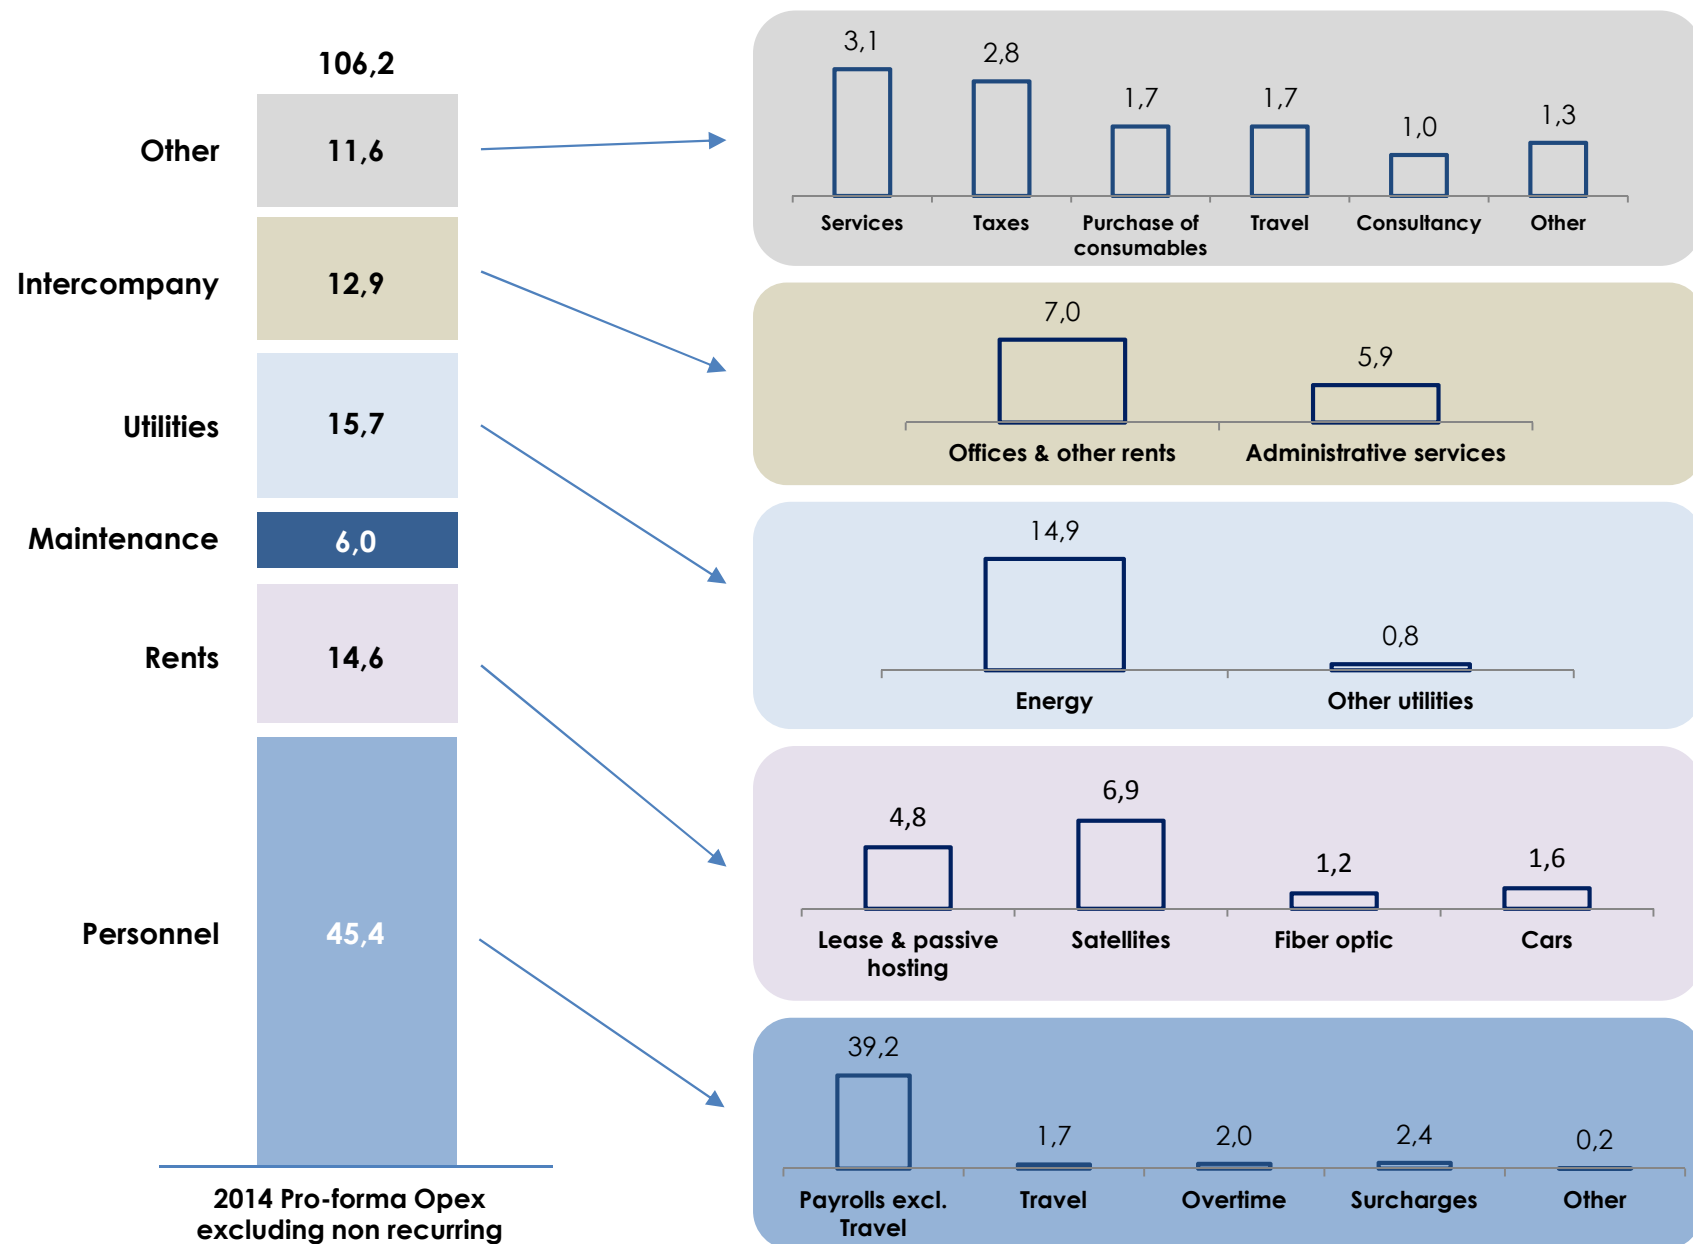 106,2
Other
11,6
Intercompany
12,9
Utilities
15,7
Maintenance
6,0
Rents
14,6
Personnel
45,4
2014 Pro-forma Opex
excluding non recurring
3,1
2,8
1,7
1,7
1,0
1,3
Services
Taxes
Purchase of
consumables
Travel
Consultancy
Other
7,0
5,9
Offices & other rents
Administrative services
14,9
0,8
Energy
Other utilities
4,8
6,9
1,2
1,6
Lease & passive
hosting
Satellites
Fiber optic
Cars
39,2
1,7
2,0
2,4
0,2
Payrolls excl.
Travel
Travel
Overtime
Surcharges
Other